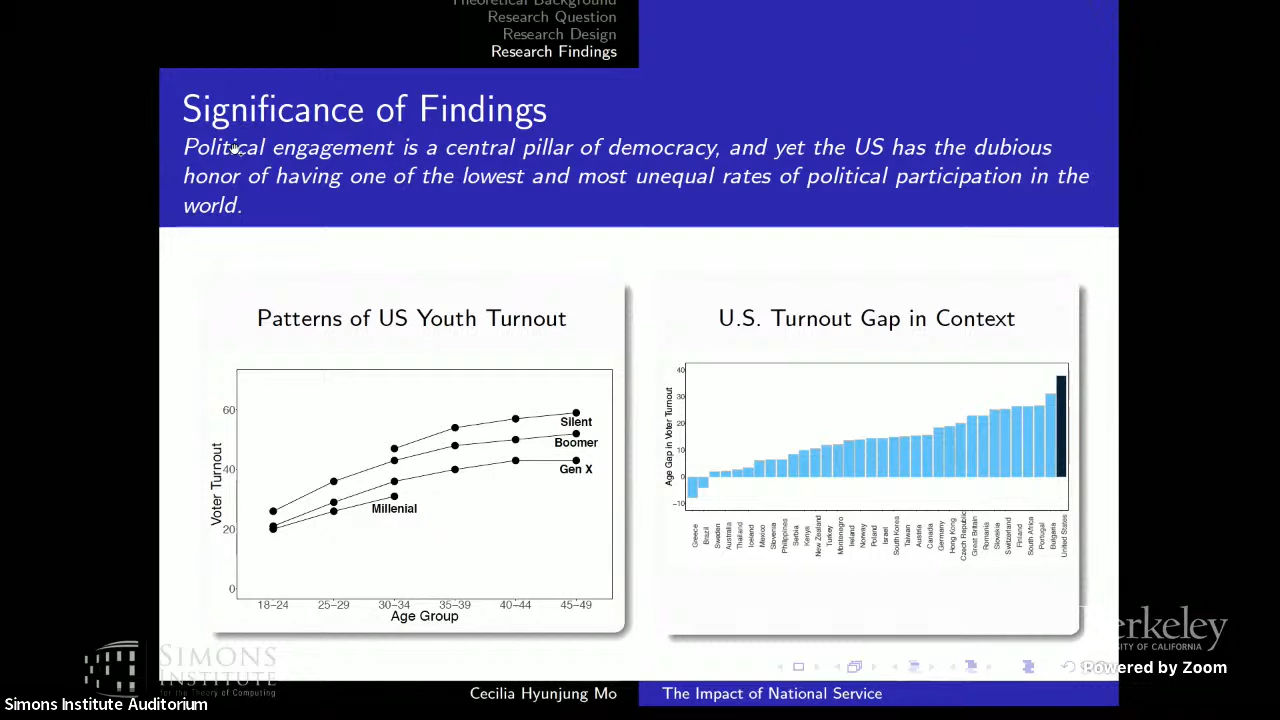 Theoretical Background
Research Question
Research Design
Research Findings
Significance of Findings
Political engagement is a central pillar of democracy, and yet the US has the dubious
honor of having one of the lowest and most unequal rates of political participation in the
world.
Patterns of US Youth Turnout
Voter Turnout
60
40
20
0
Silent
Boomer
Gen X
Millenial
18–24 25–29 30–34 35–39 40–44 45–49
Age Group
U.S. Turnout Gap in Context
Age Gap in Voter Turnout
40
30
20
10
0
−10
Greece
Brazil
Sweden
Australia
Thailand
Iceland
Mexico
Slovenia
Philippines
Serbia
Kenya
New Zealand
Turkey
Montenegro
Ireland
Norway
Poland
Israel
South Korea
Taiwan
Austria
Canada
Germany
Hong Kong
Czech Republic
Great Britain
Romania
Slovakia
Switzerland
Finland
South Africa
Portugal
Bulgaria
United States
SIMONS
INSTITUTE
for the Theory of Computing
Berkeley
UNIVERSITY OF CALIFORNIA
Powered by Zoom
Cecilia Hyunjung Mo
The Impact of National Service
Simons Institute Auditorium